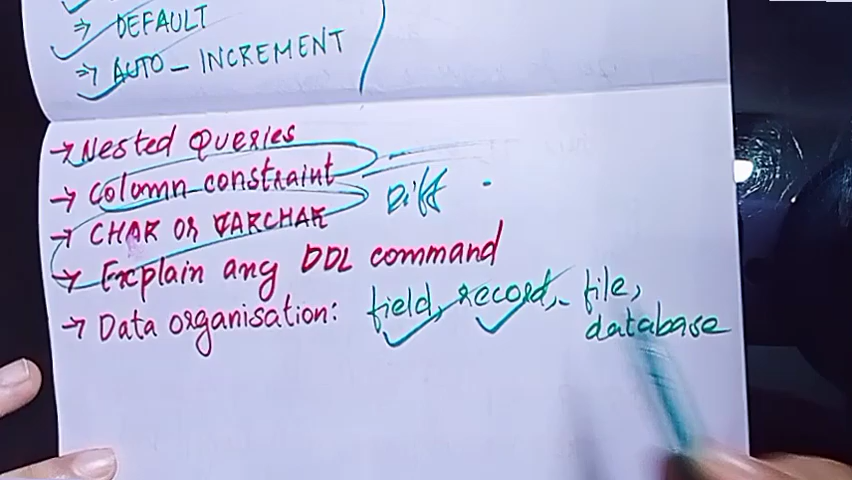 ⇒ DEFAULT
⇒ AUTO - INCREMENT
→ Nested Queries
→ Column constraint
→ CHAR or VARCHAR Diff.
→ Explain any DDL command
→ Data organisation: field, record, file,
database